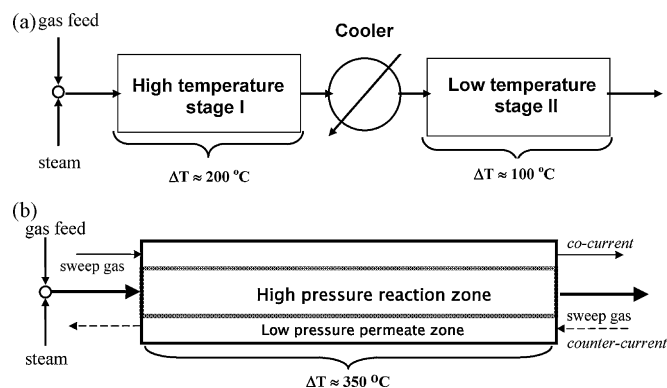 (a)
gas feed
Cooler
High temperature
stage I
Low temperature
stage II
steam
ΔT ≈ 200 °C
ΔT ≈ 100 °C
(b)
gas feed
sweep gas
co-current
High pressure reaction zone
sweep gas
Low pressure permeate zone
counter-current
steam
ΔT ≈ 350 °C